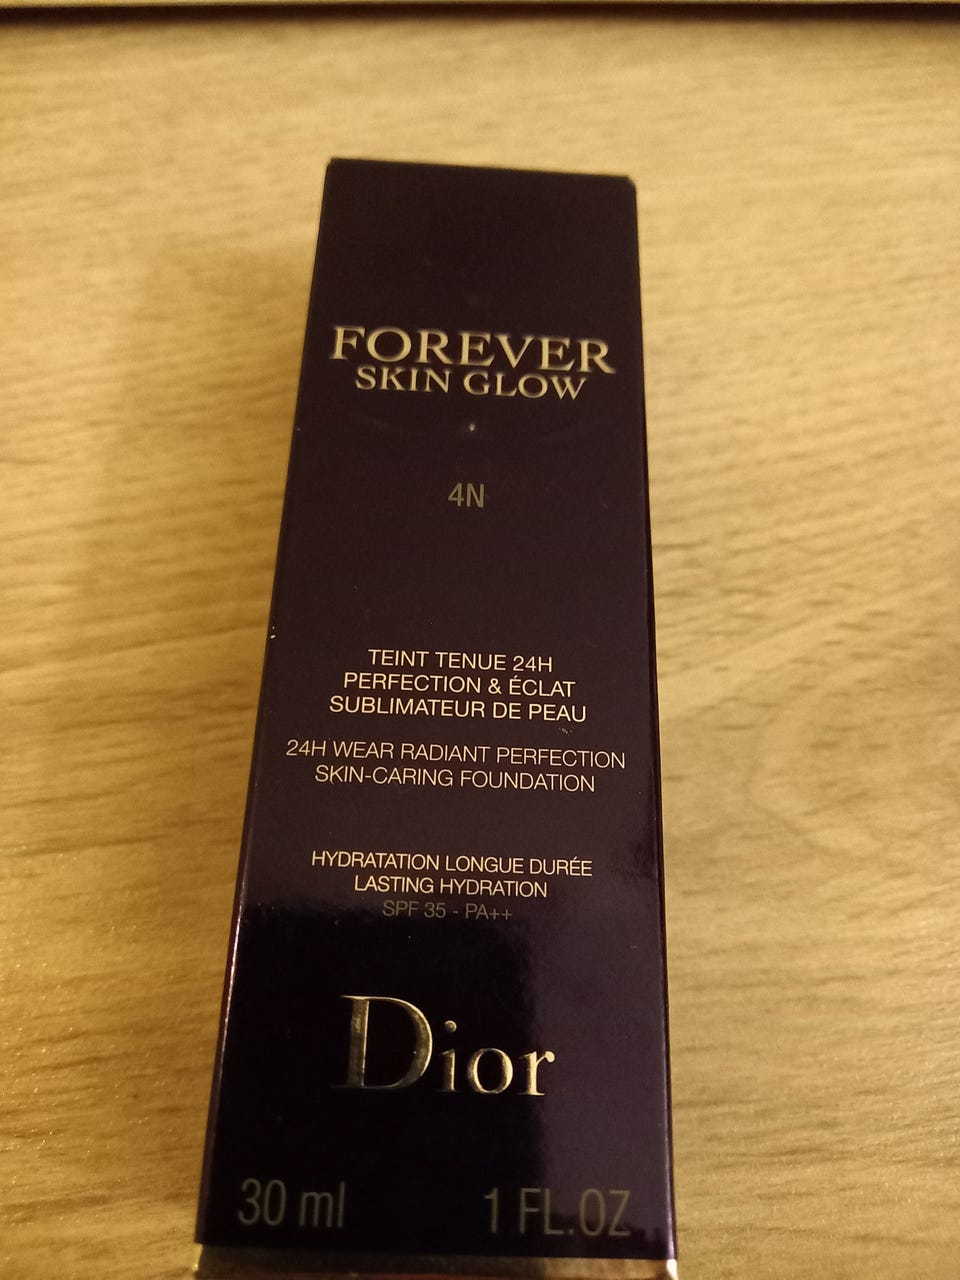 FOREVER
SKIN GLOW
4N
TEINT TENUE 24H
PERFECTION & ÉCLAT
SUBLIMATEUR DE PEAU
24H WEAR RADIANT PERFECTION
SKIN-CARING FOUNDATION
HYDRATATION LONGUE DURÉE
LASTING HYDRATION
SPF 35 - PA++
Dior
30 ml 1 FL.OZ